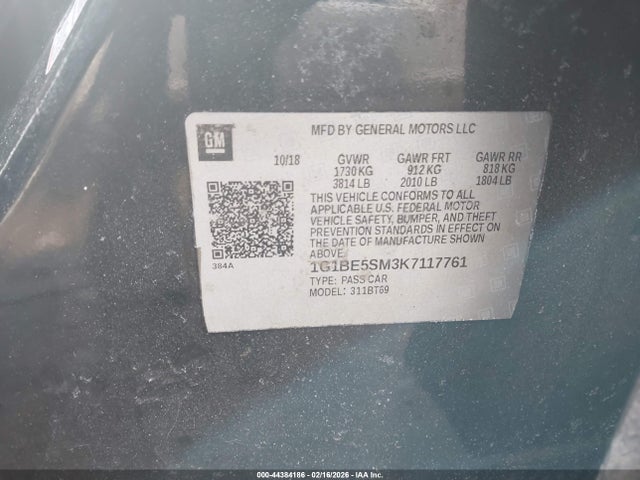 GM
MFD BY GENERAL MOTORS LLC
10/18 GVWR GAWR FRT GAWR RR
1730 KG 912 KG 818 KG
3814 LB 2010 LB 1804 LB
THIS VEHICLE CONFORMS TO ALL
APPLICABLE U.S. FEDERAL MOTOR
VEHICLE SAFETY, BUMPER, AND THEFT
PREVENTION STANDARDS IN EFFECT ON
THE DATE OF MANUFACTURE SHOWN
ABOVE.
384A
1G1BE5SM3K7117761
TYPE: PASS CAR
MODEL: 311BT69
000-44384186 - 02/16/2026 - IAAI.COM